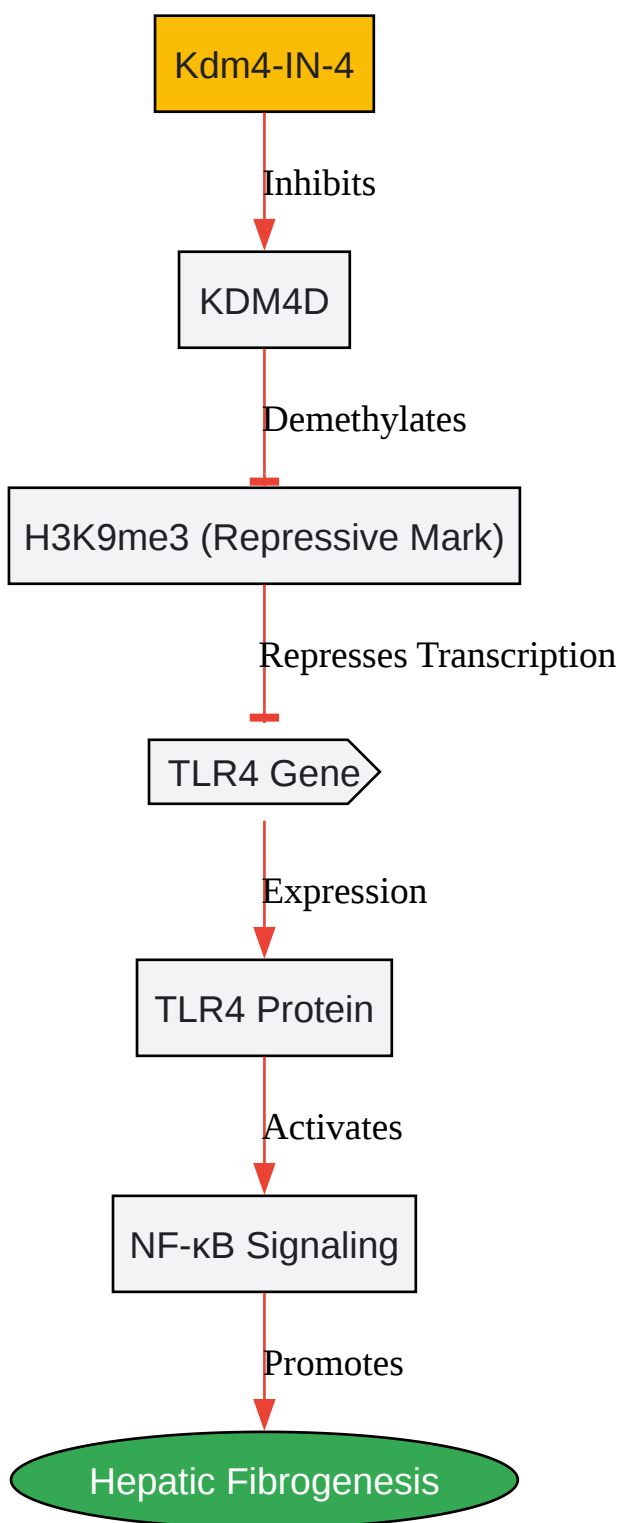 Kdm4-IN-4
Inhibits
KDM4D
Demethylates
H3K9me3 (Repressive Mark)
Represses Transcription
TLR4 Gene
Expression
TLR4 Protein
Activates
NF-κB Signaling
Promotes
Hepatic Fibrogenesis